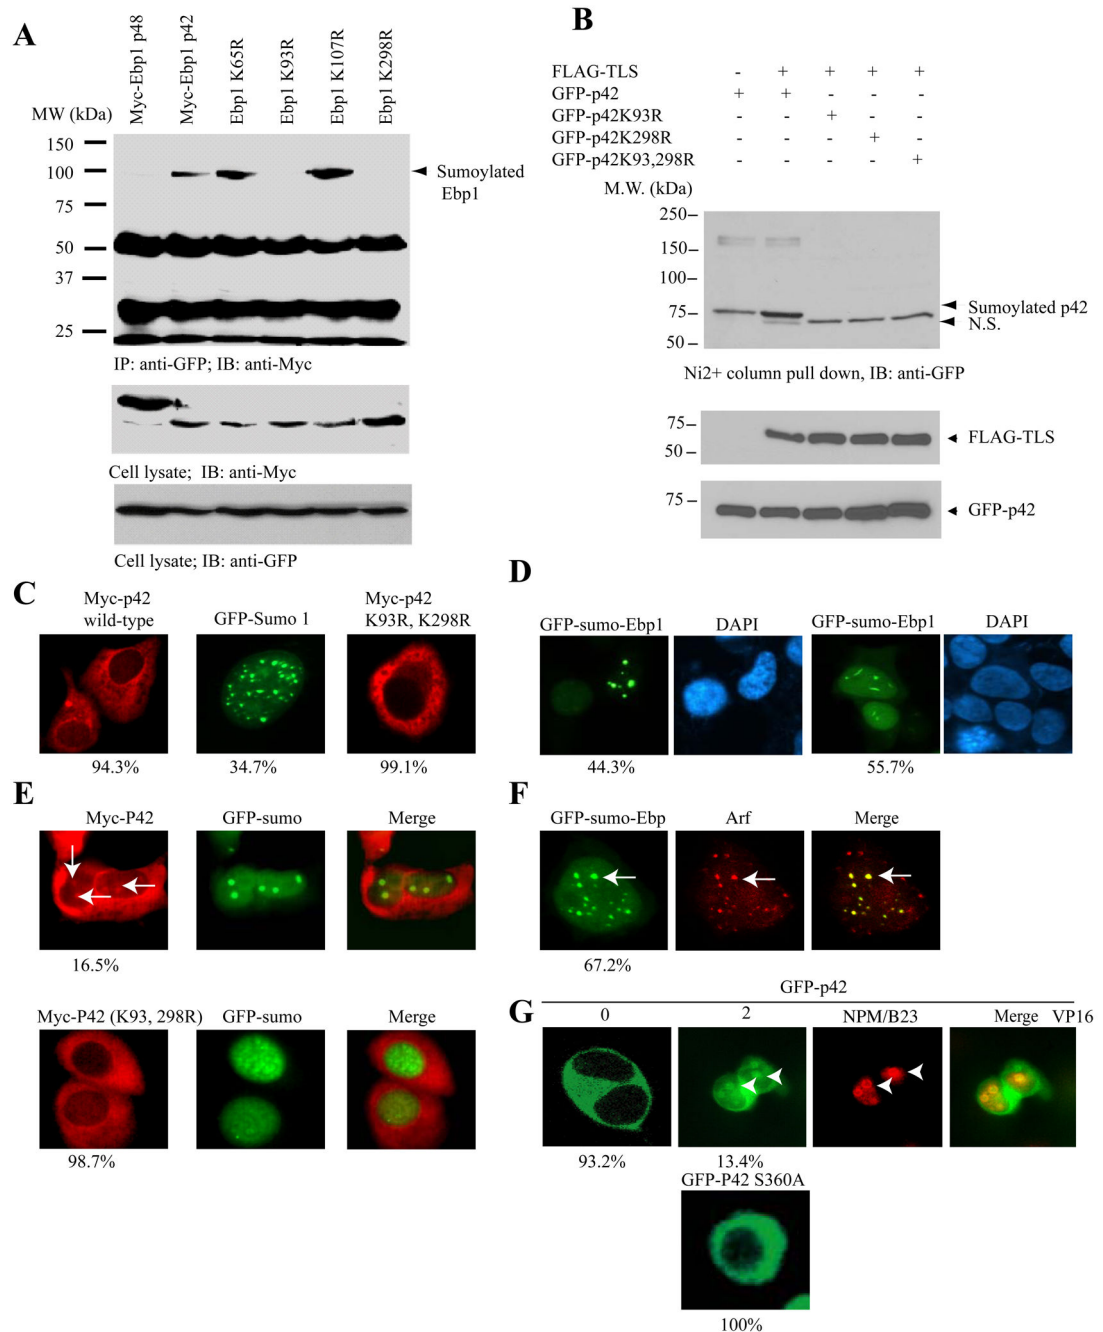 A
Myc-Ebp1 p48
Myc-Ebp1 p42
Ebp1 K65R
Ebp1 K93R
Ebp1 K107R
Ebp1 K298R
MW (kDa)
150
100
75
50
37
25
Sumoylated
Ebp1
IP: anti-GFP; IB: anti-Myc
Cell lysate; IB: anti-Myc
Cell lysate; IB: anti-GFP
B
FLAG-TLS - + + + +
GFP-p42 + + - - -
GFP-p42K93R - - + - -
GFP-p42K298R - - - + -
GFP-p42K93,298R - - - - +
M.W. (kDa)
250
150
100
75
50
Sumoylated p42
N.S.
Ni2+ column pull down, IB: anti-GFP
75
50
FLAG-TLS
75
GFP-p42
C
Myc-p42
wild-type
GFP-Sumo 1
Myc-p42
K93R, K298R
94.3%
34.7%
99.1%
D
GFP-sumo-Ebp1
DAPI
GFP-sumo-Ebp1
DAPI
44.3%
55.7%
E
Myc-P42
GFP-sumo
Merge
16.5%
Myc-P42 (K93, 298R)
GFP-sumo
Merge
98.7%
F
GFP-sumo-Ebp
Arf
Merge
67.2%
G
GFP-p42
0
2
NPM/B23
Merge
VP16
93.2%
13.4%
GFP-P42 S360A
100%